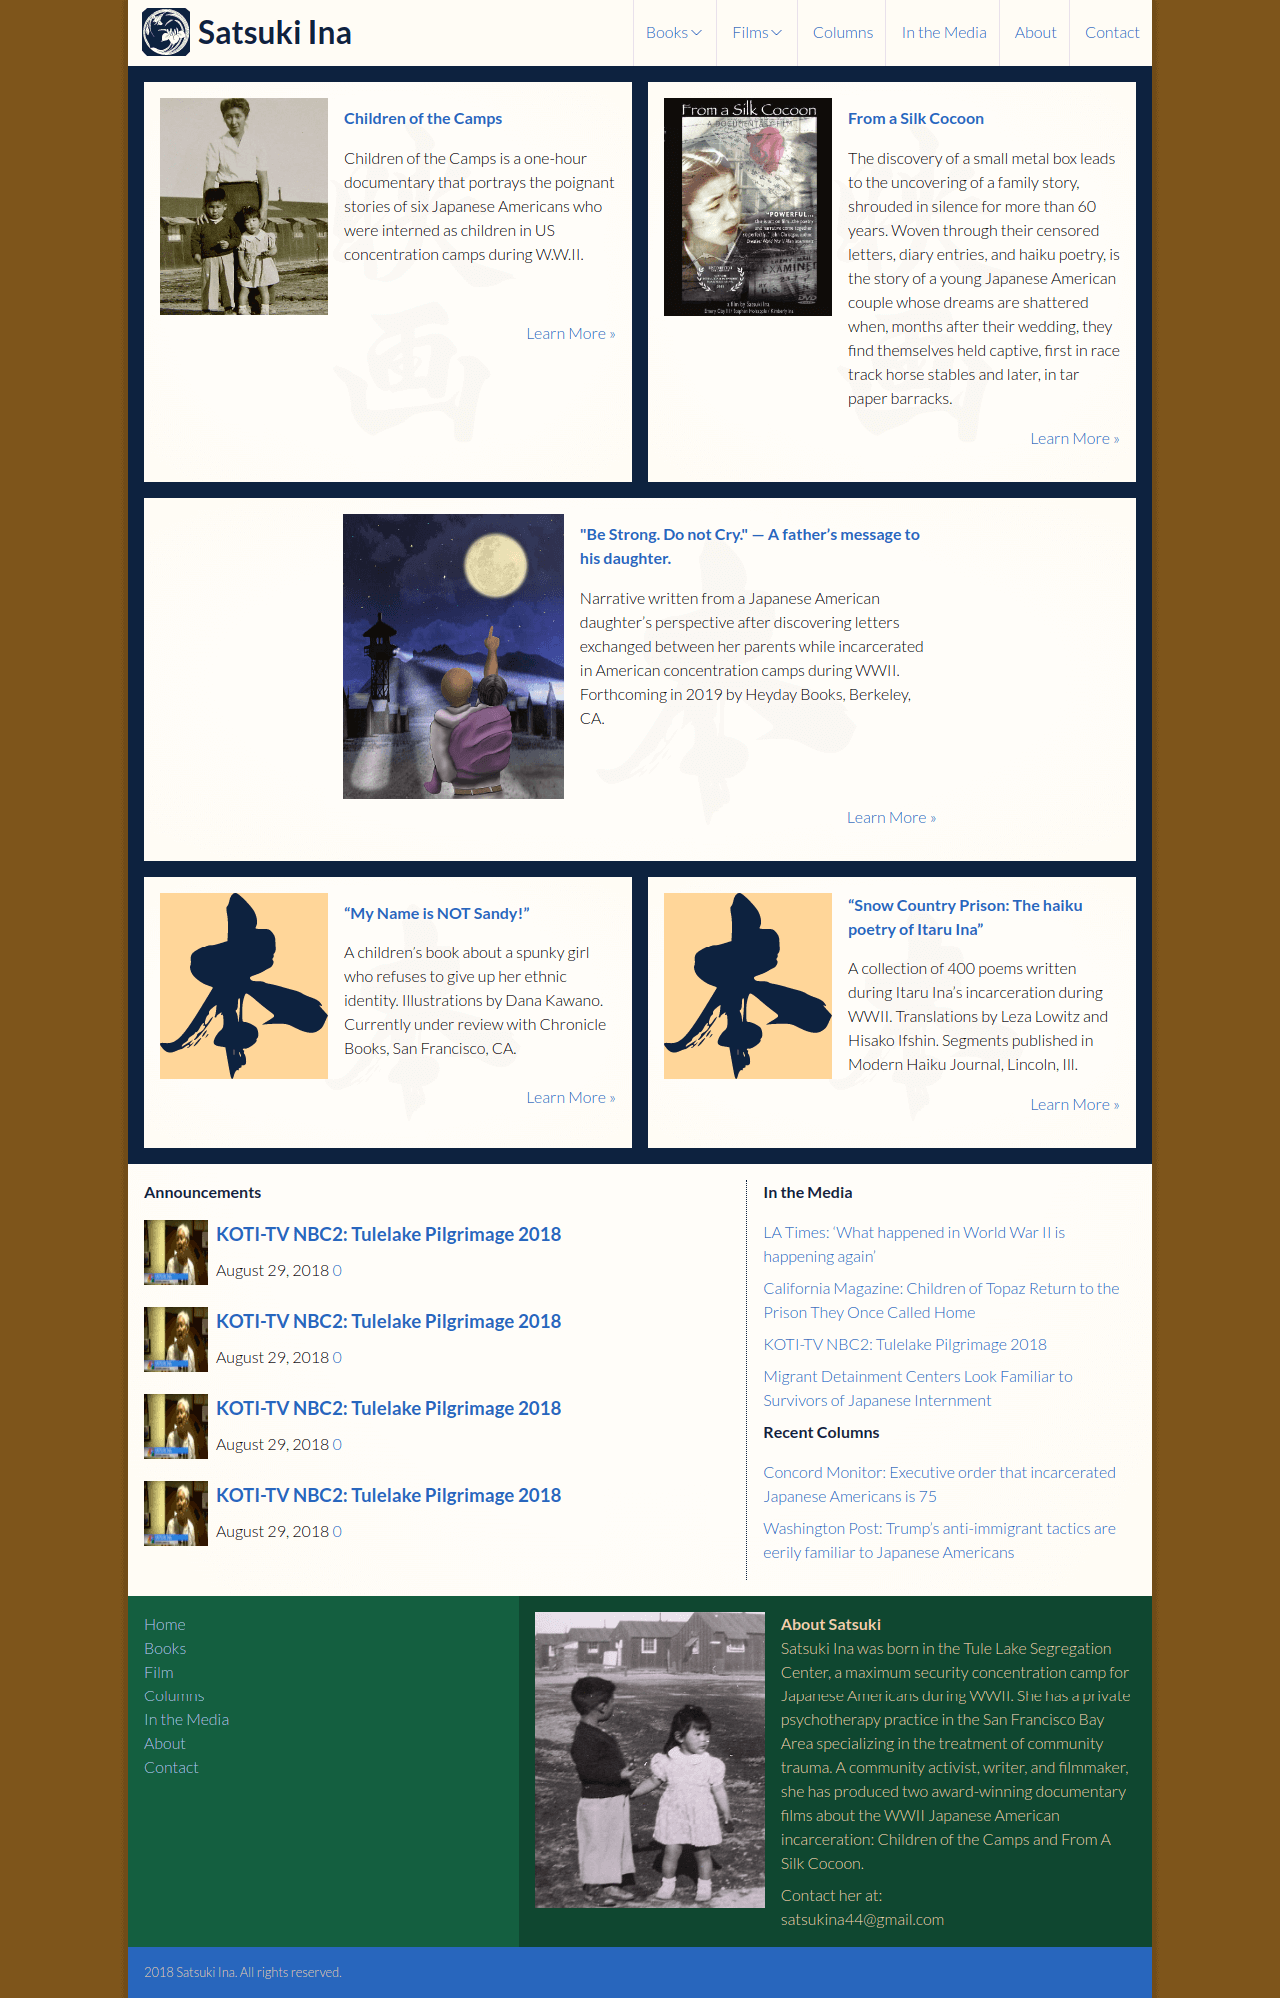 Satsuki Ina
Books
Films
Columns
In the Media
About
Contact
Children of the Camps
Children of the Camps is a one-hour
documentary that portrays the poignant
stories of six Japanese Americans who
were interned as children in US
concentration camps during W.W.II.
Learn More »
映
画
From a Silk Cocoon
A DOCUMENTARY FILM
"POWERFUL...
EXAMINED
a film by Satsuki Ina
DVD
From a Silk Cocoon
The discovery of a small metal box leads
to the uncovering of a family story,
shrouded in silence for more than 60
years. Woven through their censored
letters, diary entries, and haiku poetry, is
the story of a young Japanese American
couple whose dreams are shattered
when, months after their wedding, they
find themselves held captive, first in race
track horse stables and later, in tar
paper barracks.
Learn More »
映
画
"Be Strong. Do not Cry." — A father’s message to
his daughter.
Narrative written from a Japanese American
daughter’s perspective after discovering letters
exchanged between her parents while incarcerated
in American concentration camps during WWII.
Forthcoming in 2019 by Heyday Books, Berkeley,
CA.
Learn More »
本
本
“My Name is NOT Sandy!”
A children’s book about a spunky girl
who refuses to give up her ethnic
identity. Illustrations by Dana Kawano.
Currently under review with Chronicle
Books, San Francisco, CA.
Learn More »
本
本
“Snow Country Prison: The haiku
poetry of Itaru Ina”
A collection of 400 poems written
during Itaru Ina’s incarceration during
WWII. Translations by Leza Lowitz and
Hisako Ifshin. Segments published in
Modern Haiku Journal, Lincoln, Ill.
Learn More »
本
Announcements
KOTI-TV NBC2: Tulelake Pilgrimage 2018
August 29, 2018 0
KOTI-TV NBC2: Tulelake Pilgrimage 2018
August 29, 2018 0
KOTI-TV NBC2: Tulelake Pilgrimage 2018
August 29, 2018 0
KOTI-TV NBC2: Tulelake Pilgrimage 2018
August 29, 2018 0
In the Media
LA Times: ‘What happened in World War II is
happening again’
California Magazine: Children of Topaz Return to the
Prison They Once Called Home
KOTI-TV NBC2: Tulelake Pilgrimage 2018
Migrant Detainment Centers Look Familiar to
Survivors of Japanese Internment
Recent Columns
Concord Monitor: Executive order that incarcerated
Japanese Americans is 75
Washington Post: Trump’s anti-immigrant tactics are
eerily familiar to Japanese Americans
Home
Books
Film
Columns
In the Media
About
Contact
About Satsuki
Satsuki Ina was born in the Tule Lake Segregation
Center, a maximum security concentration camp for
Japanese Americans during WWII. She has a private
psychotherapy practice in the San Francisco Bay
Area specializing in the treatment of community
trauma. A community activist, writer, and filmmaker,
she has produced two award-winning documentary
films about the WWII Japanese American
incarceration: Children of the Camps and From A
Silk Cocoon.
Contact her at:
satsukina44@gmail.com
2018 Satsuki Ina. All rights reserved.